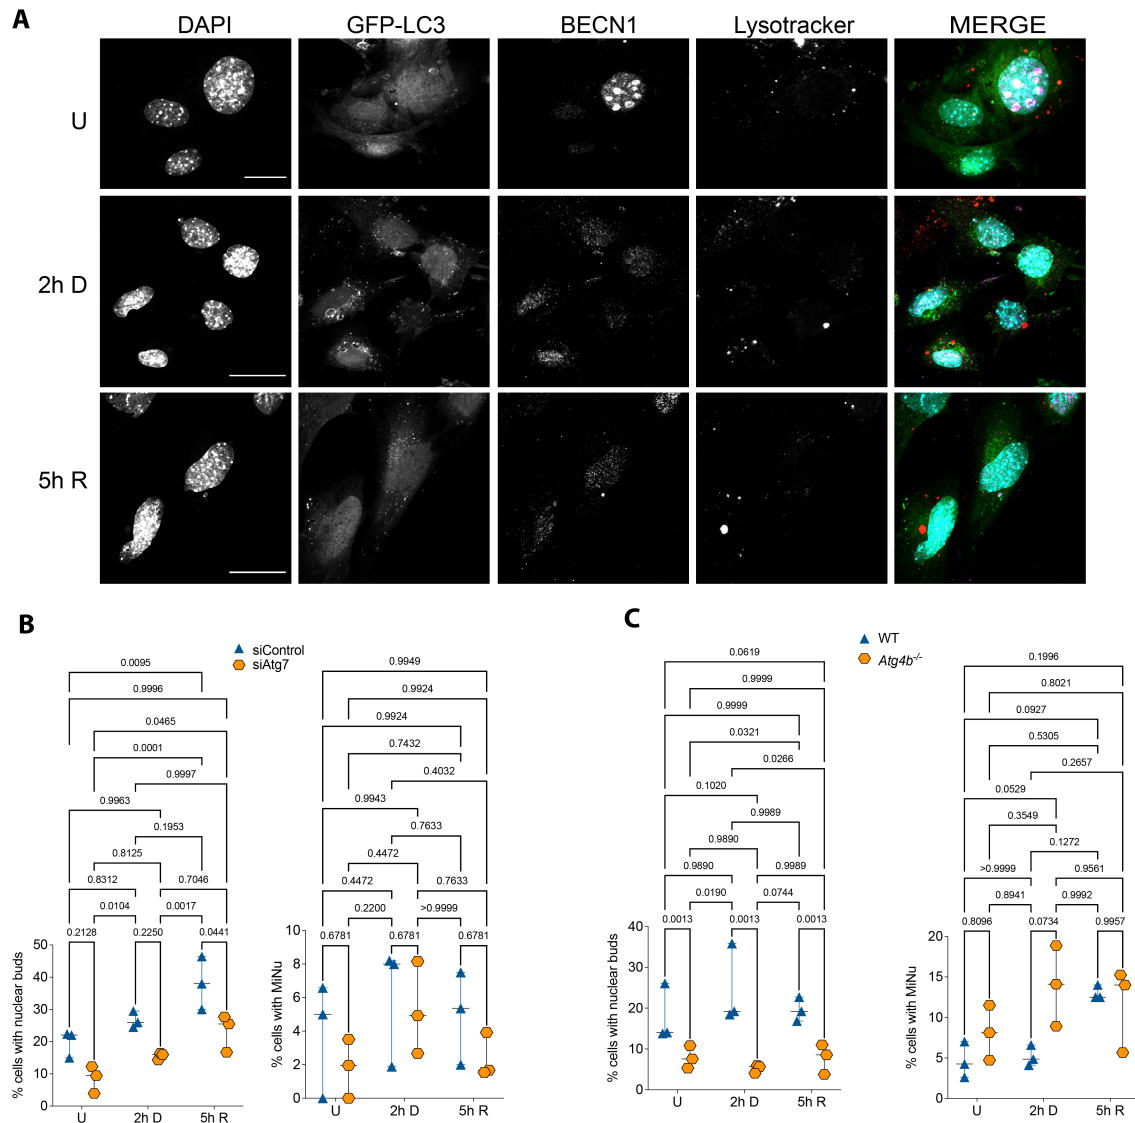 A
DAPI GFP-LC3 BECN1 Lysotracker MERGE
U
2h D
5h R
B
siControl
siAtg7
0.0095
0.9996
0.0465
0.0001
0.9997
0.9963
0.1953
0.8125
0.8312 0.7046
0.0104 0.0017
0.2128 0.2250 0.0441
50
40
30
20
10
0
% cells with nuclear buds
U 2h D 5h R
0.9949
0.9924
0.9924
0.7432
0.4032
0.9943
0.7633
0.4472
0.4472 0.7633
0.2200 >0.9999
0.6781 0.6781 0.6781
10
8
6
4
2
0
% cells with MiNu
U 2h D 5h R
C
WT
Atg4b-/-
0.0619
0.9999
0.9999
0.0321
0.0266
0.1020
0.9989
0.9890
0.9890 0.9989
0.0190 0.0744
0.0013 0.0013 0.0013
40
30
20
10
0
% cells with nuclear buds
U 2h D 5h R
0.1996
0.8021
0.0927
0.5305
0.2657
0.0529
0.3549
0.1272
>0.9999 0.9561
0.8941 0.9992
0.8096 0.0734 0.9957
20
15
10
5
0
% cells with MiNu
U 2h D 5h R